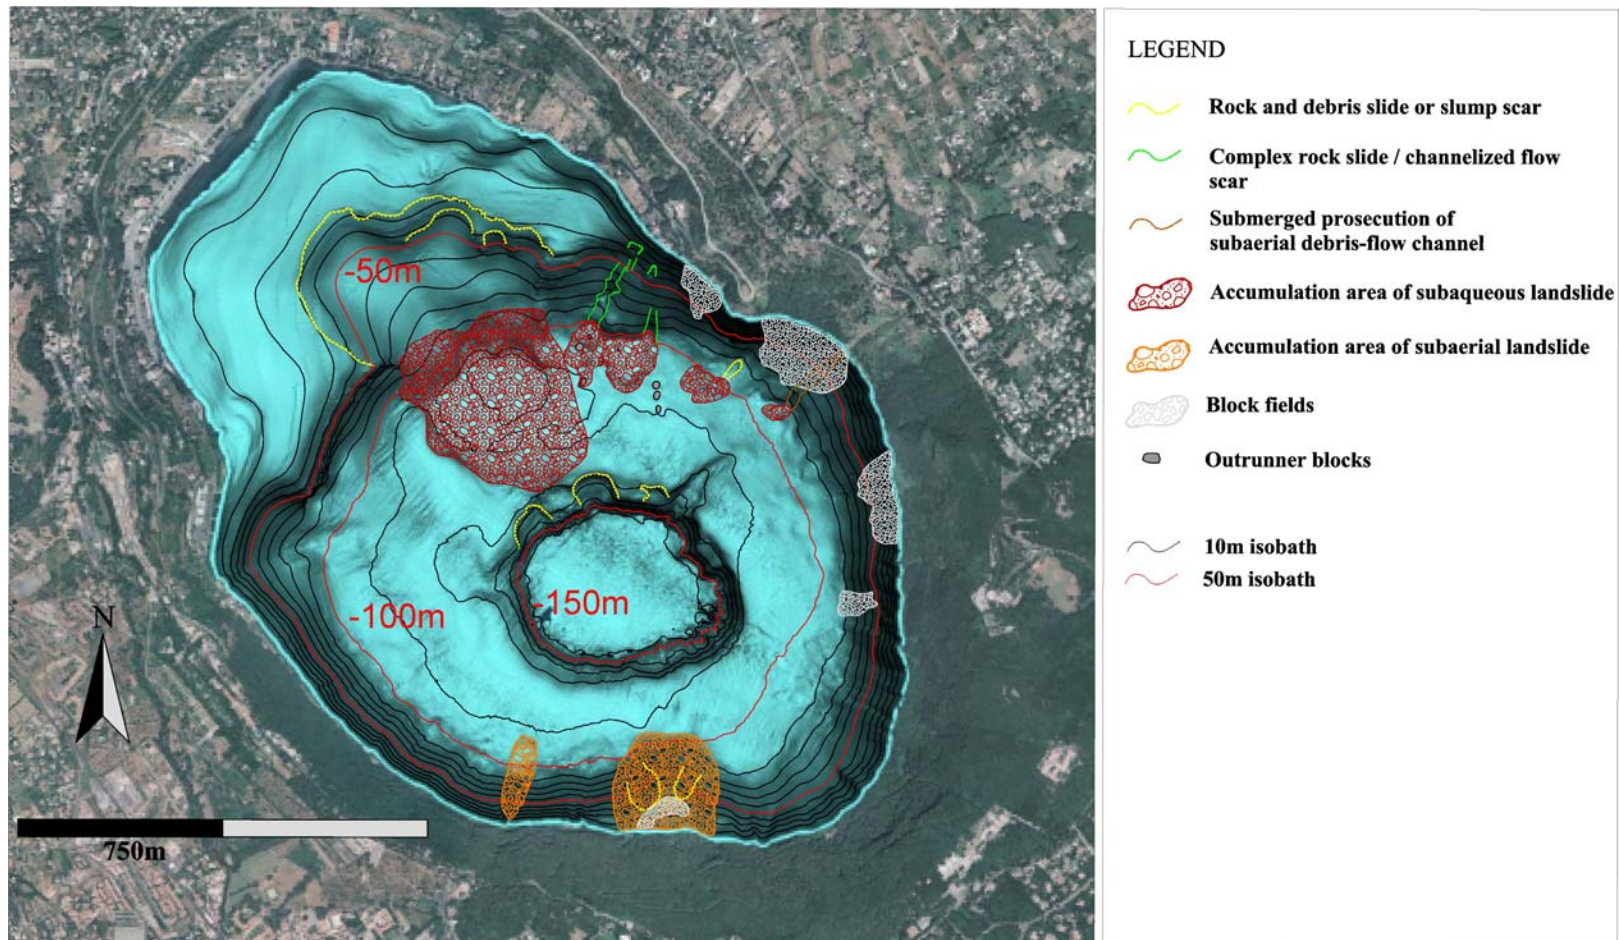 -50m
-100m
-150m
N
750m
LEGEND
Rock and debris slide or slump scar
Complex rock slide / channelized flow
scar
Submerged prosecution of
subaerial debris-flow channel
Accumulation area of subaqueous landslide
Accumulation area of subaerial landslide
Block fields
Outrunner blocks
10m isobath
50m isobath